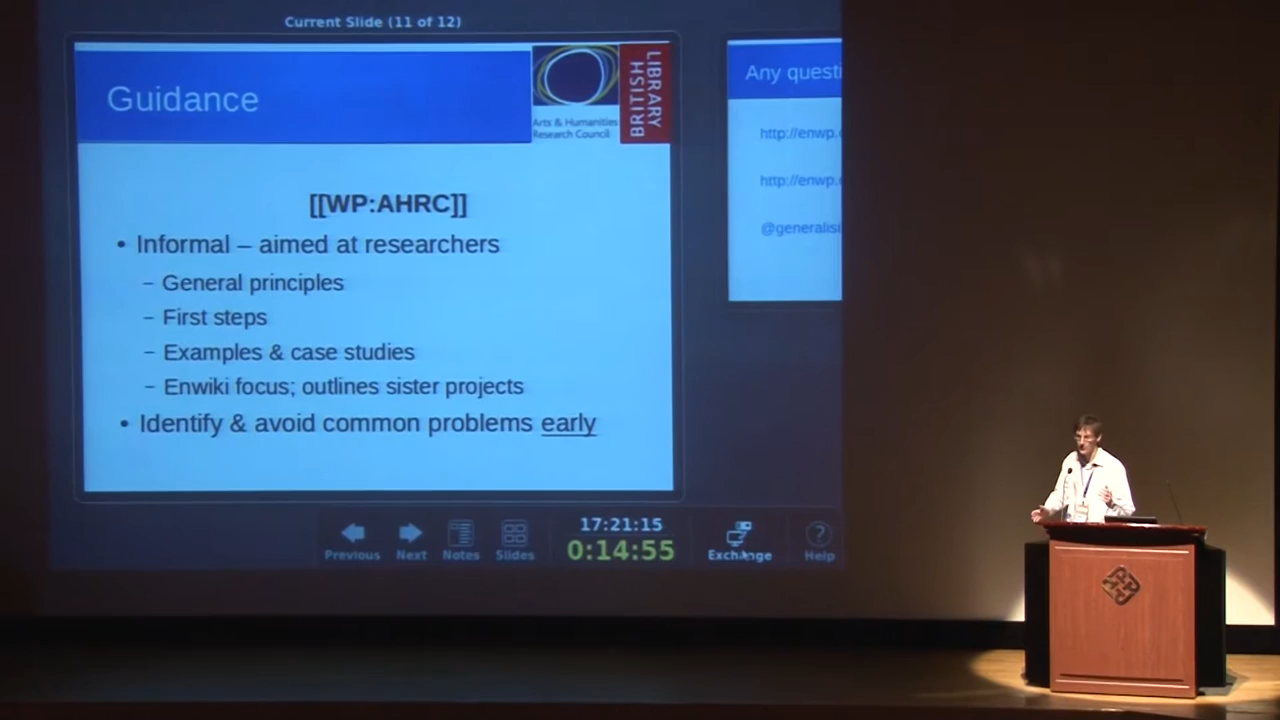 Current Slide (11 of 12)
Guidance
Arts & Humanities
Research Council
BRITISH
LIBRARY
[[WP:AHRC]]
• Informal – aimed at researchers
– General principles
– First steps
– Examples & case studies
– Enwiki focus; outlines sister projects
• Identify & avoid common problems early
Any questi
http://enwp.
http://enwp.
@generalisi
Previous
Next
Notes
Slides
17:21:15
0:14:55
Exchange
Help